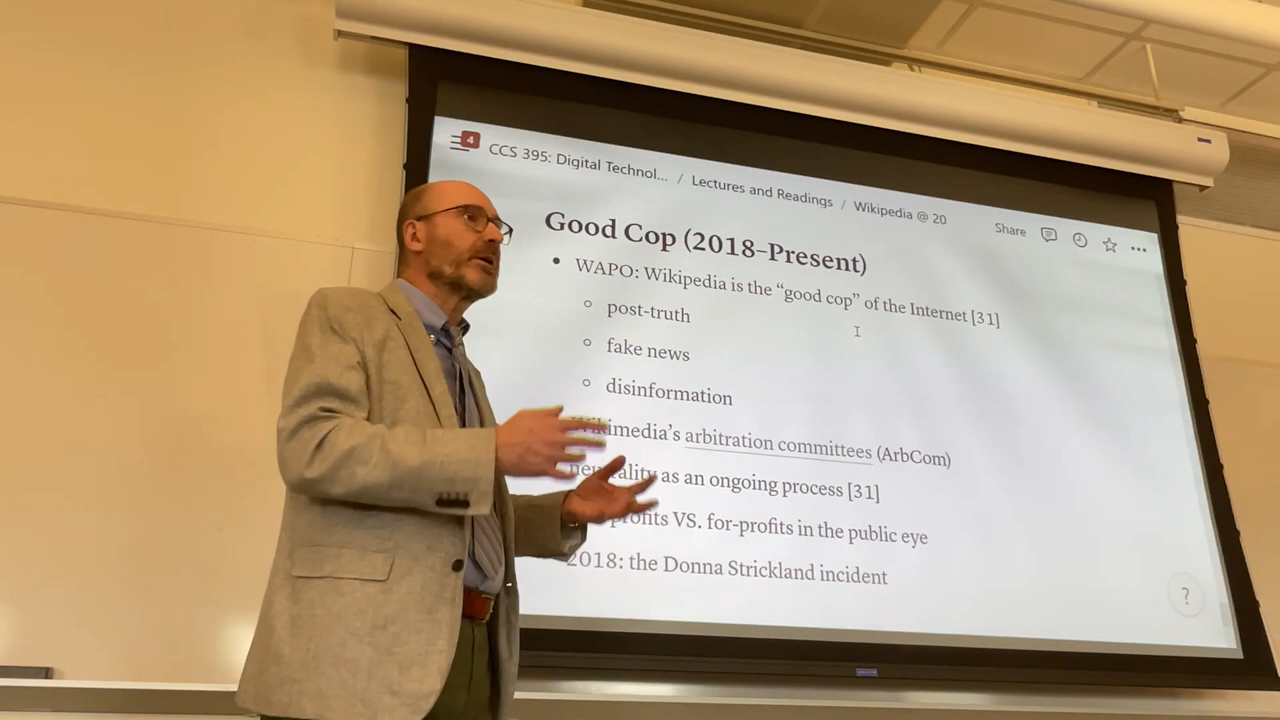 4
CCS 395: Digital Technol... / Lectures and Readings / Wikipedia @ 20
Share
Good Cop (2018–Present)
• WAPO: Wikipedia is the “good cop” of the Internet [31]
◦ post-truth
◦ fake news
◦ disinformation
Wikimedia’s arbitration committees (ArbCom)
neutrality as an ongoing process [31]
profits VS. for-profits in the public eye
2018: the Donna Strickland incident
?